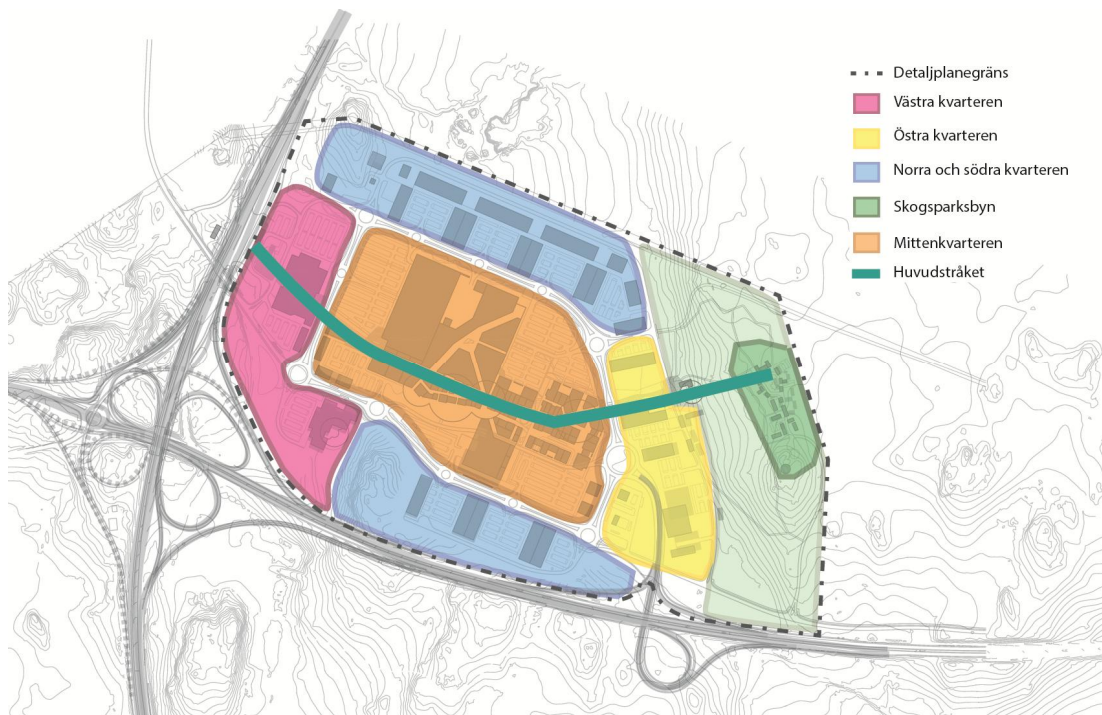 Detaljplanegräns
Västra kvarteren
Östra kvarteren
Norra och södra kvarteren
Skogsparksbyn
Mittenkvarteren
Huvudstråket